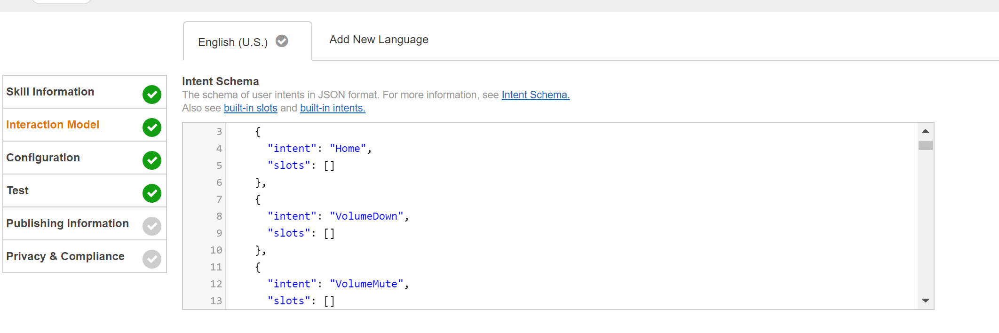 English (U.S.)
Add New Language
Skill Information
Interaction Model
Configuration
Test
Publishing Information
Privacy & Compliance
Intent Schema
The schema of user intents in JSON format. For more information, see Intent Schema.
Also see built-in slots and built-in intents.
3 {
4 "intent": "Home",
5 "slots": []
6 },
7 {
8 "intent": "VolumeDown",
9 "slots": []
10 },
11 {
12 "intent": "VolumeMute",
13 "slots": []